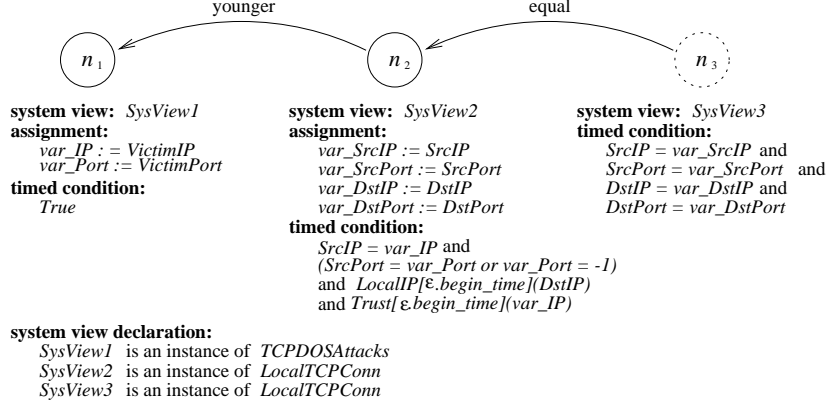 younger
equal
n 1
n 2
n 3
system view: SysView1
assignment:
var_IP : = VictimIP
var_Port := VictimPort
timed condition:
True
system view: SysView2
assignment:
var_SrcIP := SrcIP
var_SrcPort := SrcPort
var_DstIP := DstIP
var_DstPort := DstPort
timed condition:
SrcIP = var_IP and
(SrcPort = var_Port or var_Port = -1)
and LocalIP[ε.begin_time](DstIP)
and Trust[ε.begin_time](var_IP)
system view: SysView3
timed condition:
SrcIP = var_SrcIP and
SrcPort = var_SrcPort and
DstIP = var_DstIP and
DstPort = var_DstPort
system view declaration:
SysView1 is an instance of TCPDOSAttacks
SysView2 is an instance of LocalTCPConn
SysView3 is an instance of LocalTCPConn